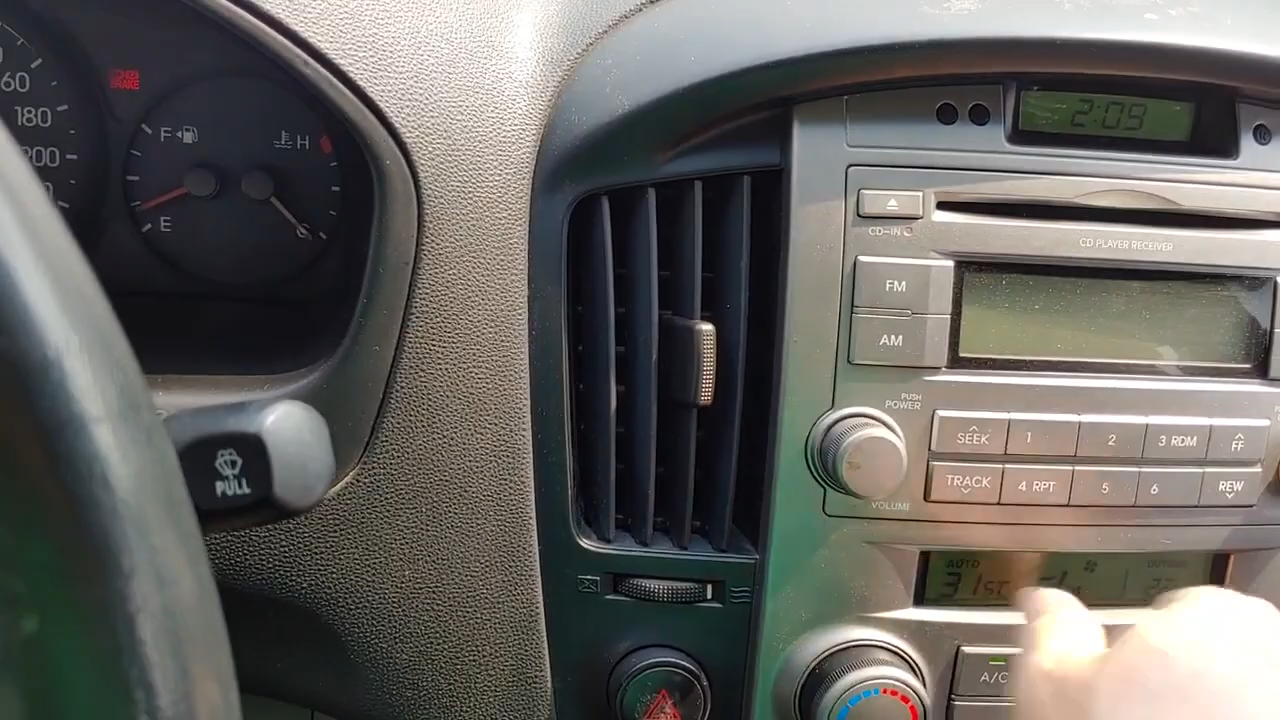 60
180
200
BRAKE
F
H
E
PULL
2:09
CD-IN
CD PLAYER RECEIVER
FM
AM
PUSH
POWER
VOLUME
SEEK
1
2
3 RDM
FF
TRACK
4 RPT
5
6
REW
AUTO
A/C